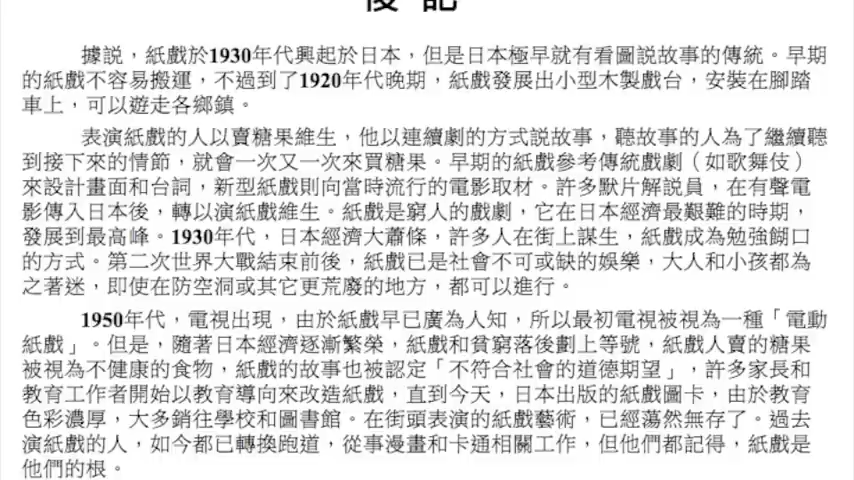 後 記
據説，紙戲於1930年代興起於日本，但是日本極早就有看圖説故事的傳統。早期
的紙戲不容易搬運，不過到了1920年代晚期，紙戲發展出小型木製戲台，安裝在腳踏
車上，可以遊走各鄉鎮。
表演紙戲的人以賣糖果維生，他以連續劇的方式説故事，聽故事的人為了繼續聽
到接下來的情節，就會一次又一次來買糖果。早期的紙戲參考傳統戲劇（如歌舞伎）
來設計畫面和台詞，新型紙戲則向當時流行的電影取材。許多默片解説員，在有聲電
影傳入日本後，轉以演紙戲維生。紙戲是窮人的戲劇，它在日本經濟最艱難的時期，
發展到最高峰。1930年代，日本經濟大蕭條，許多人在街上謀生，紙戲成為勉強餬口
的方式。第二次世界大戰結束前後，紙戲已是社會不可或缺的娛樂，大人和小孩都為
之著迷，即使在防空洞或其它更荒廢的地方，都可以進行。
1950年代，電視出現，由於紙戲早已廣為人知，所以最初電視被視為一種「電動
紙戲」。但是，隨著日本經濟逐漸繁榮，紙戲和貧窮落後劃上等號，紙戲人賣的糖果
被視為不健康的食物，紙戲的故事也被認定「不符合社會的道德期望」，許多家長和
教育工作者開始以教育導向來改造紙戲，直到今天，日本出版的紙戲圖卡，由於教育
色彩濃厚，大多銷往學校和圖書館。在街頭表演的紙戲藝術，已經蕩然無存了。過去
演紙戲的人，如今都已轉換跑道，從事漫畫和卡通相關工作，但他們都記得，紙戲是
他們的根。